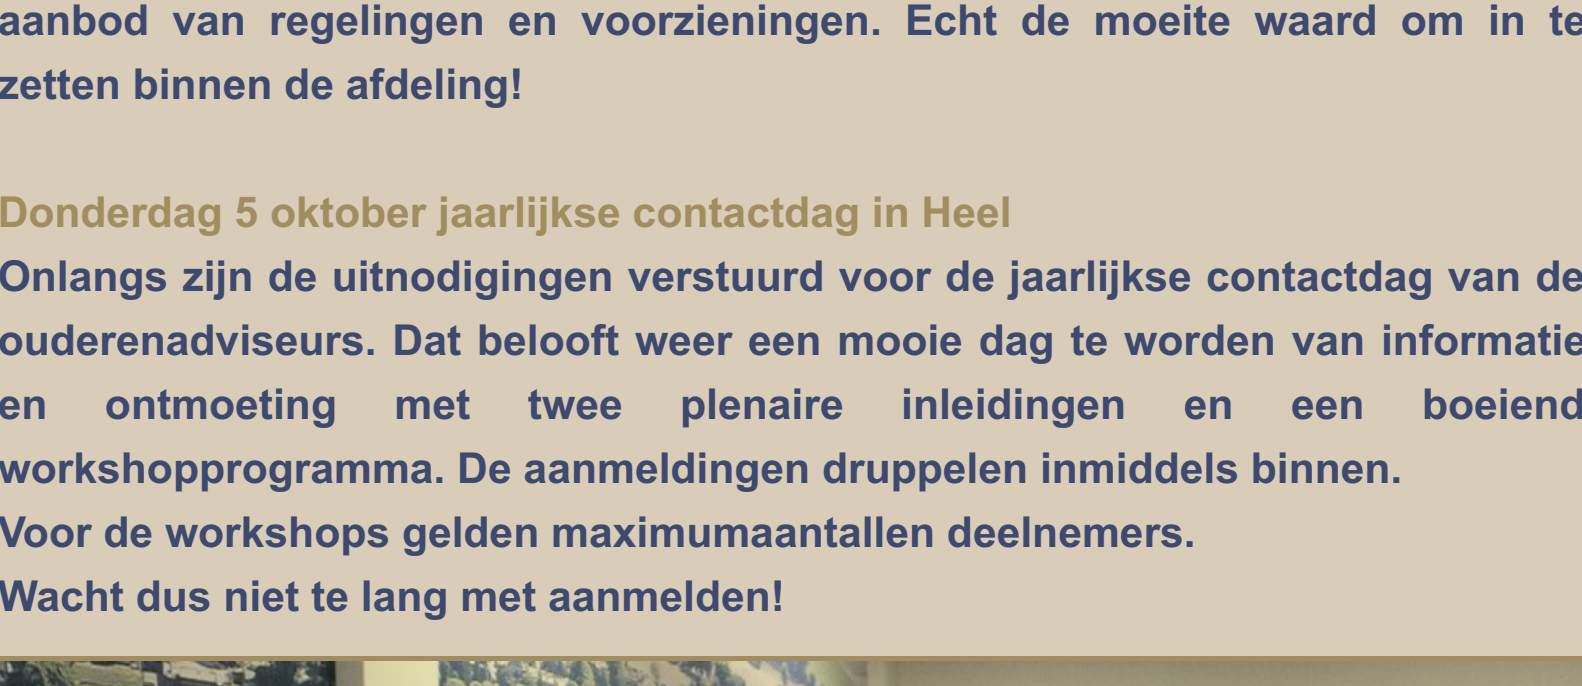 aanbod van regelingen en voorzieningen. Echt de moeite waard om in te
zetten binnen de afdeling!
Donderdag 5 oktober jaarlijkse contactdag in Heel
Onlangs zijn de uitnodigingen verstuurd voor de jaarlijkse contactdag van de
ouderenadviseurs. Dat belooft weer een mooie dag te worden van informatie
en ontmoeting met twee plenaire inleidingen en een boeiend
workshopprogramma. De aanmeldingen druppelen inmiddels binnen.
Voor de workshops gelden maximumaantallen deelnemers.
Wacht dus niet te lang met aanmelden!